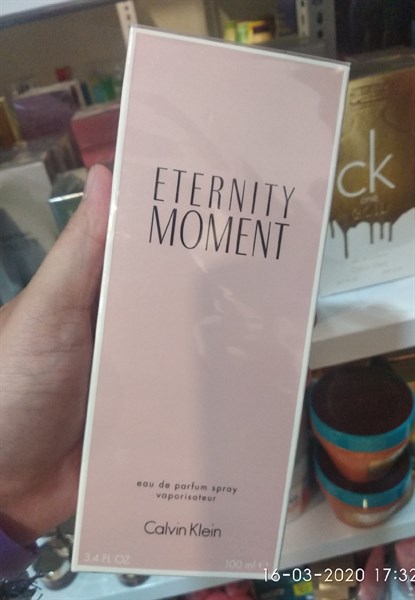 ETERNITY
MOMENT
eau de parfum spray
vaporisateur
Calvin Klein
3.4 FL OZ
100 ml
ck
one
16-03-2020 17:32